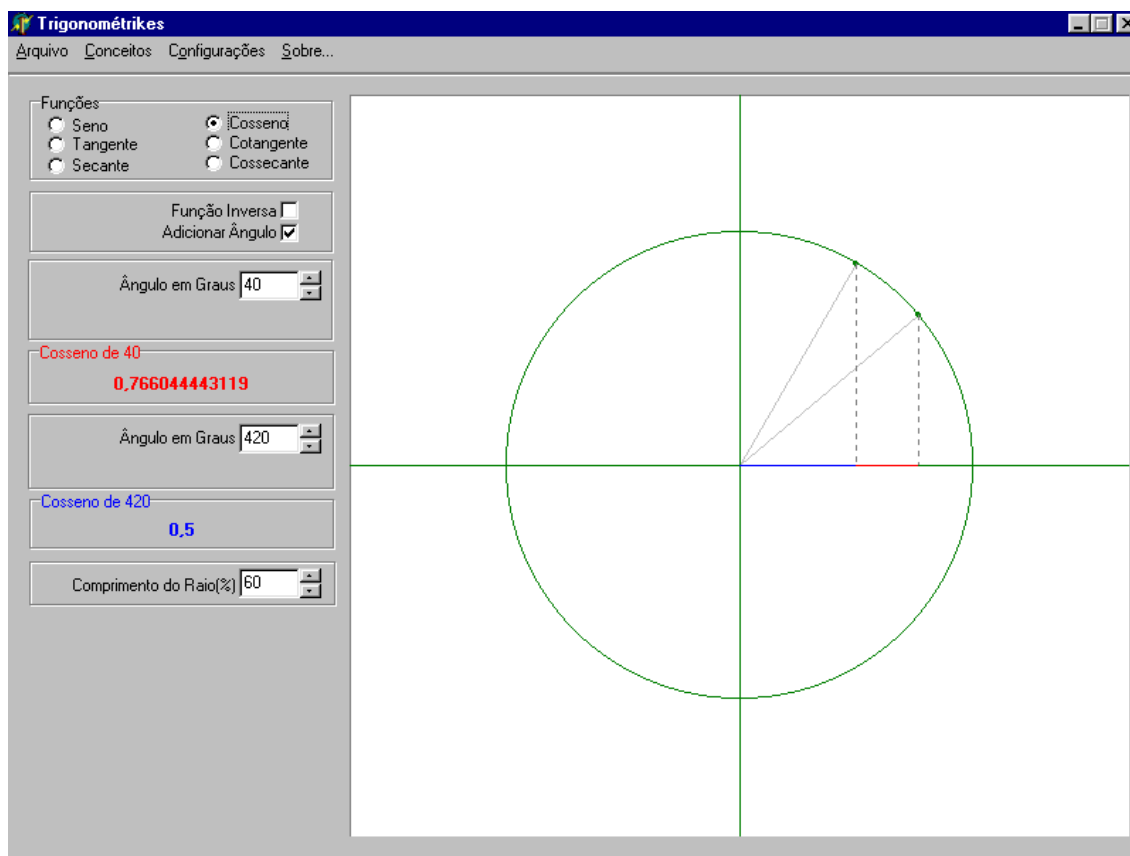 Trigonométrikes
Arquivo Conceitos Configurações Sobre...
Funções
Seno Cosseno
Tangente Cotangente
Secante Cossecante
Função Inversa
Adicionar Ângulo
Ângulo em Graus 40
Cosseno de 40
0,766044443119
Ângulo em Graus 420
Cosseno de 420
0,5
Comprimento do Raio(%) 60